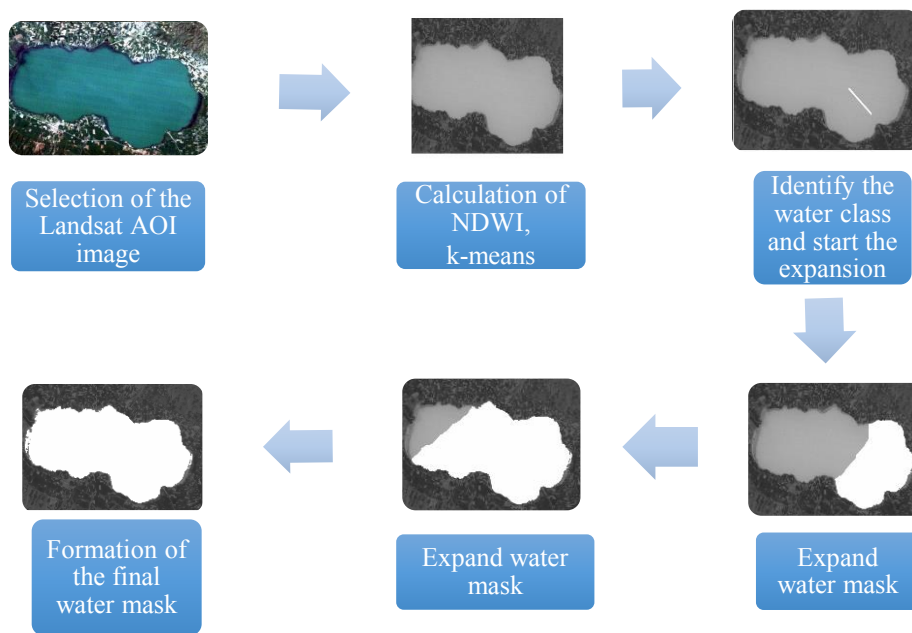 Selection of the
Landsat AOI
image
Calculation of
NDWI,
k-means
Identify the
water class
and start the
expansion
Expand
water mask
Expand water
mask
Formation of
the final
water mask